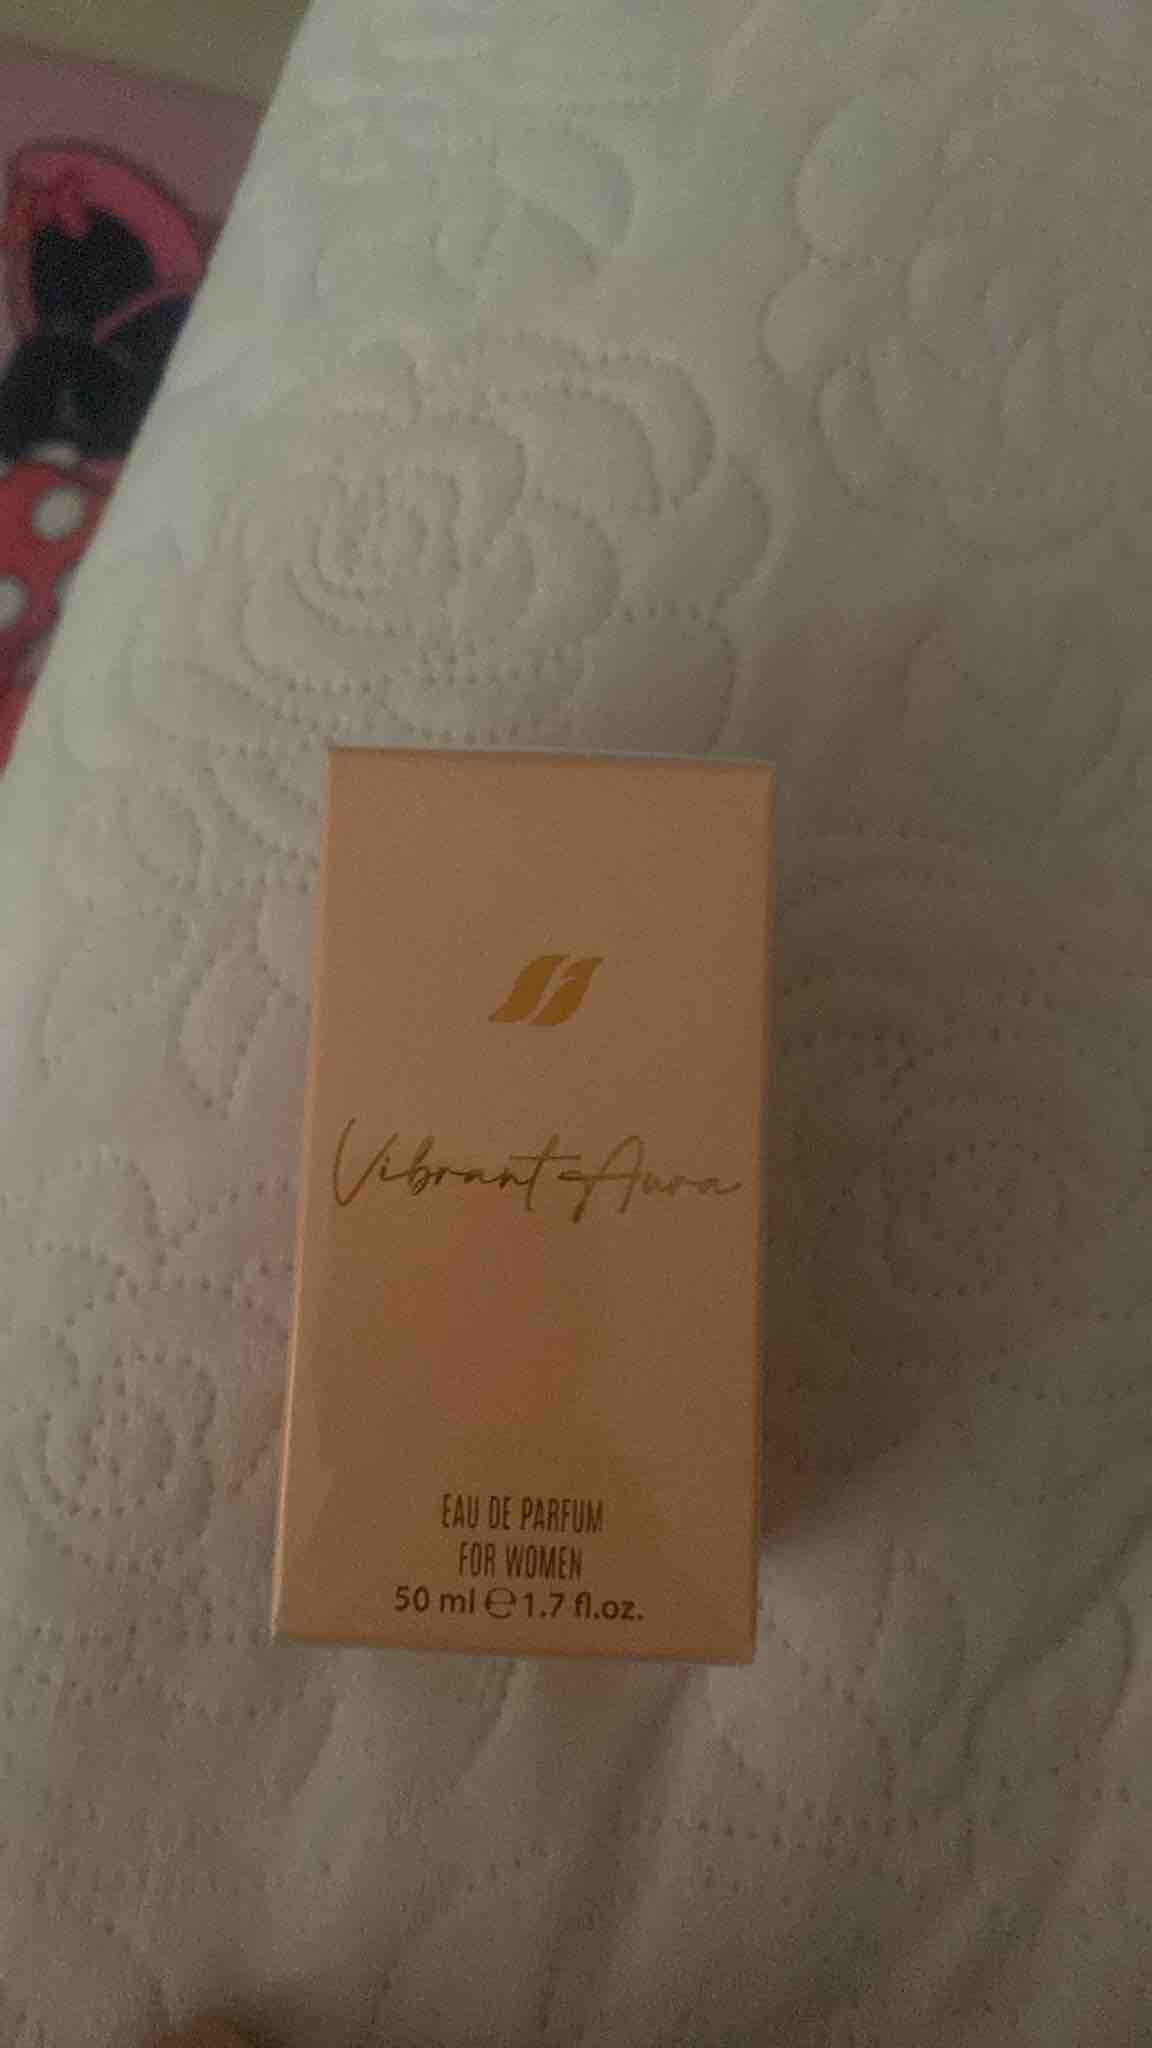 Vibrant Aura
EAU DE PARFUM
FOR WOMEN
50 ml ℮ 1.7 fl.oz.